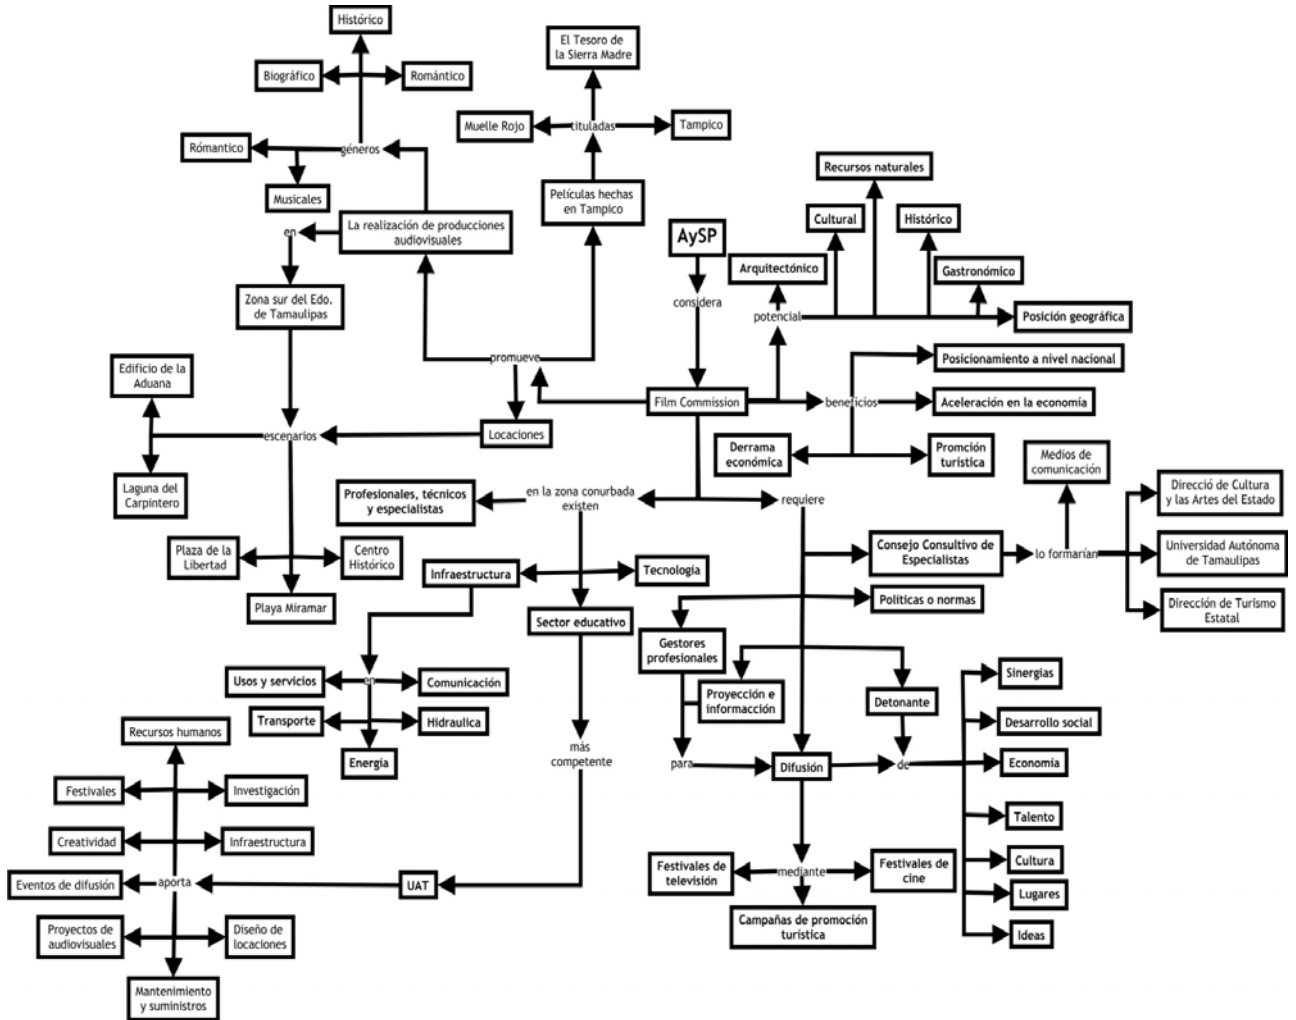 Histórico
Biográfico
Romántico
Rómantico
géneros
Musicales
El Tesoro de
la Sierra Madre
Muelle Rojo
tituladas
Tampico
Películas hechas
en Tampico
La realización de producciones
audiovisuales
en
Zona sur del Edo.
de Tamaulipas
promueve
Edificio de la
Aduana
escenarios
Locaciones
Laguna del
Carpintero
Plaza de la
Libertad
Centro
Histórico
Playa Miramar
AySP
considera
Film Commission
Recursos naturales
Cultural
Histórico
Arquitectónico
Gastronómico
potencial
Posición geográfica
Posicionamiento a nivel nacional
beneficios
Aceleración en la economía
Derrama
económica
Promción
turística
Profesionales, técnicos
y especialistas
en la zona conurbada
existen
requiere
Infraestructura
Tecnología
Sector educativo
Usos y servicios
en
Comunicación
Transporte
Hidraulica
Energía
más
competente
UAT
aporta
Recursos humanos
Festivales
Investigación
Creatividad
Infraestructura
Eventos de difusión
Proyectos de
audiovisuales
Diseño de
locaciones
Mantenimiento
y suministros
Consejo Consultivo de
Especialistas
lo formarían
Medios de
comunicación
Direcció de Cultura
y las Artes del Estado
Universidad Autónoma
de Tamaulipas
Dirección de Turismo
Estatal
Políticas o normas
Gestores
profesionales
Proyección e
informacción
Detonante
para
Difusión
de
Sinergias
Desarrollo social
Economía
Talento
Cultura
Lugares
Ideas
Festivales de
televisión
mediante
Festivales de
cine
Campañas de promoción
turística